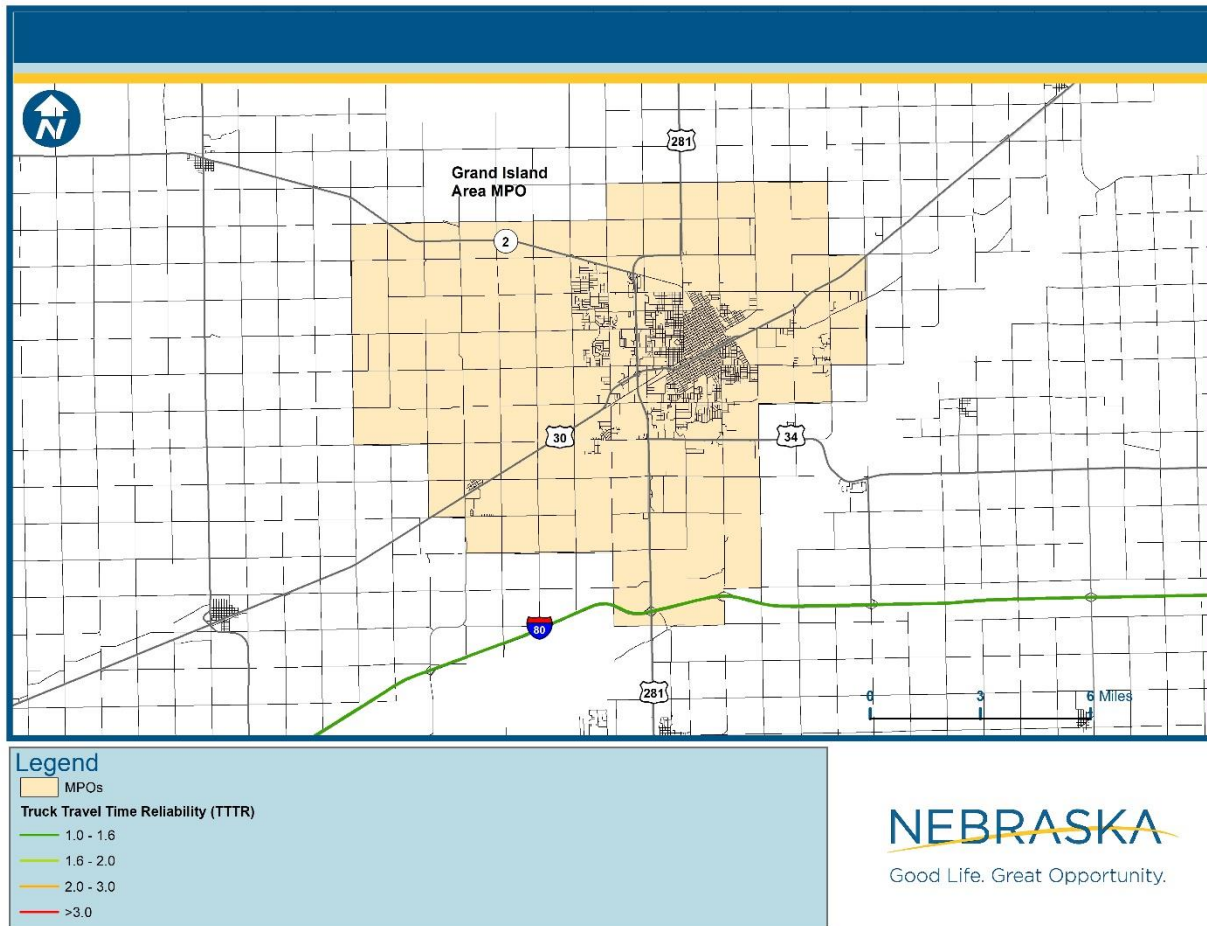 N
281
Grand Island
Area MPO
2
30
34
80
281
0 3 6 Miles
Legend
MPOs
Truck Travel Time Reliability (TTTR)
1.0 - 1.6
1.6 - 2.0
2.0 - 3.0
>3.0
NEBRASKA
Good Life. Great Opportunity.